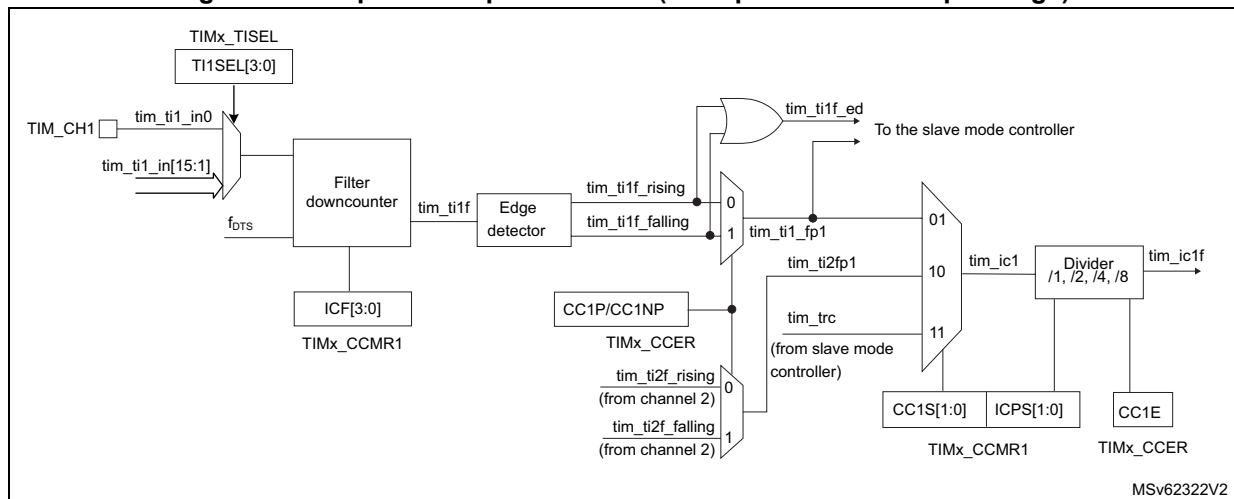 TIMx_TISEL
TI1SEL[3:0]
TIM_CH1
tim_ti1_in0
tim_ti1_in[15:1]
fDTS
Filter
downcounter
ICF[3:0]
TIMx_CCMR1
tim_ti1f
Edge
detector
tim_ti1f_rising
tim_ti1f_falling
tim_ti1f_ed
To the slave mode controller
0
1
tim_ti1_fp1
CC1P/CC1NP
TIMx_CCER
tim_ti2f_rising
(from channel 2)
tim_ti2f_falling
(from channel 2)
0
1
tim_ti2fp1
tim_trc
(from slave mode
controller)
01
10
11
tim_ic1
Divider
/1, /2, /4, /8
tim_ic1f
CC1S[1:0]
ICPS[1:0]
CC1E
TIMx_CCMR1
TIMx_CCER
MSv62322V2